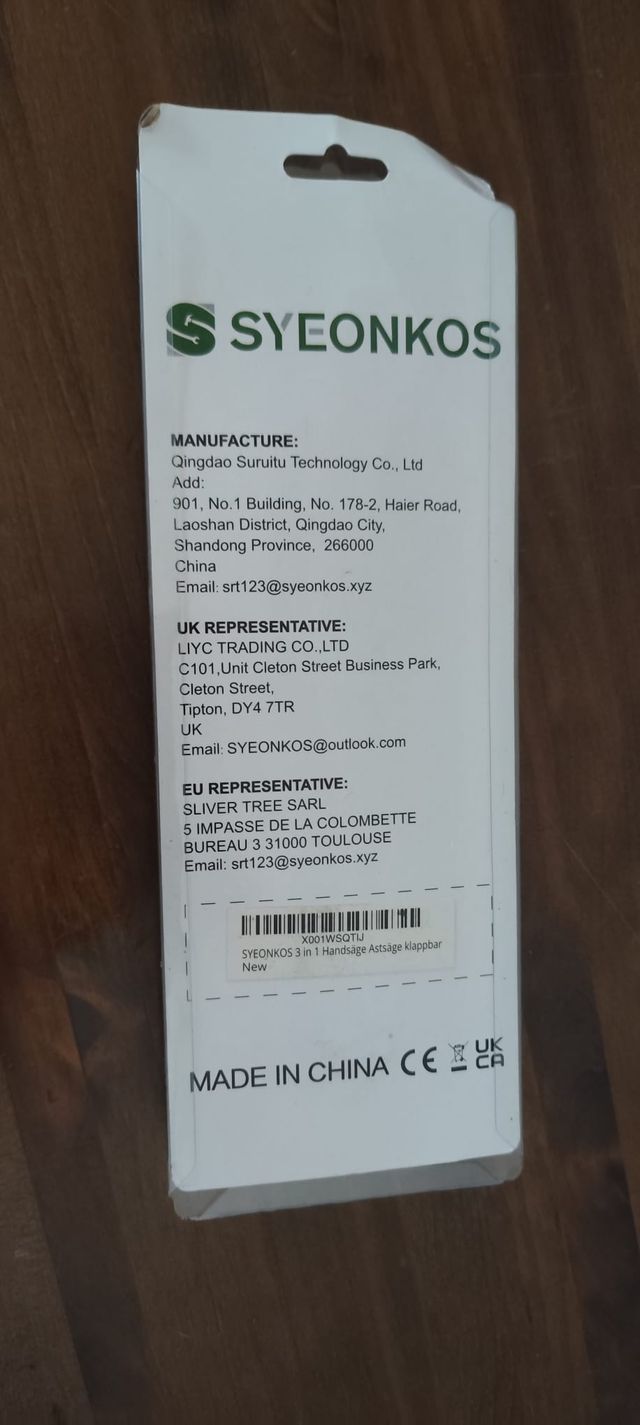 SYEONKOS
MANUFACTURE:
Qingdao Suruitu Technology Co., Ltd
Add:
901, No.1 Building, No. 178-2, Haier Road,
Laoshan District, Qingdao City,
Shandong Province, 266000
China
Email: srt123@syeonkos.xyz
UK REPRESENTATIVE:
LIYC TRADING CO.,LTD
C101,Unit Cleton Street Business Park,
Cleton Street,
Tipton, DY4 7TR
UK
Email: SYEONKOS@outlook.com
EU REPRESENTATIVE:
SLIVER TREE SARL
5 IMPASSE DE LA COLOMBETTE
BUREAU 3 31000 TOULOUSE
Email: srt123@syeonkos.xyz
X001WSQTIJ
SYEONKOS 3 in 1 Handsäge Astsäge klappbar
New
MADE IN CHINA CE UK
CA